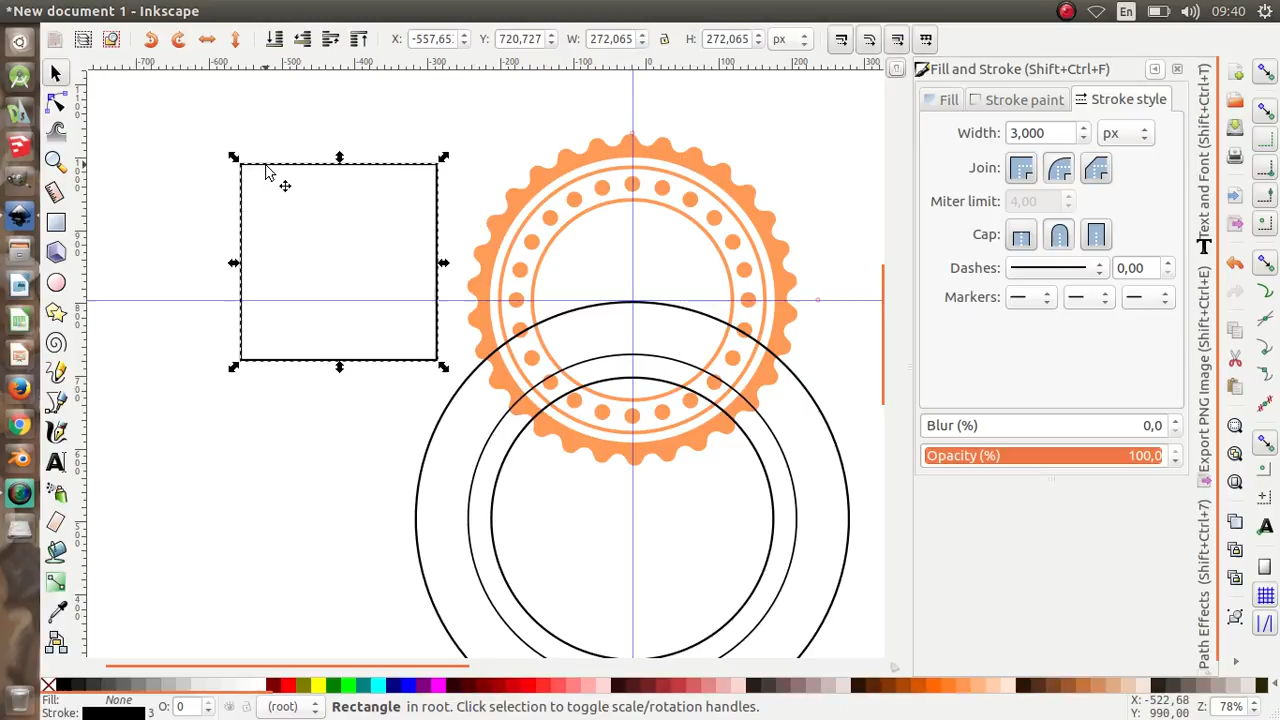 *New document 1 - Inkscape
En
09:40
X: -557,65
Y: 720,727
W: 272,065
H: 272,065
px
-700 -600 -500 -400 -300 -200 -100 0 100 200 300
Fill and Stroke (Shift+Ctrl+F)
Fill
Stroke paint
Stroke style
Width: 3,000 px
Join:
Miter limit: 4,00
Cap:
Dashes: 0,00
Markers:
Blur (%) 0,0
Opacity (%) 100,0
Text and Font (Shift+Ctrl+T)
Export PNG Image (Shift+Ctrl+E)
Path Effects (Shift+Ctrl+7)
Fill: None
Stroke: 3
O: 0
(root)
Rectangle in root. Click selection to toggle scale/rotation handles.
X: -522,68
Y: 990,00
Z: 78%